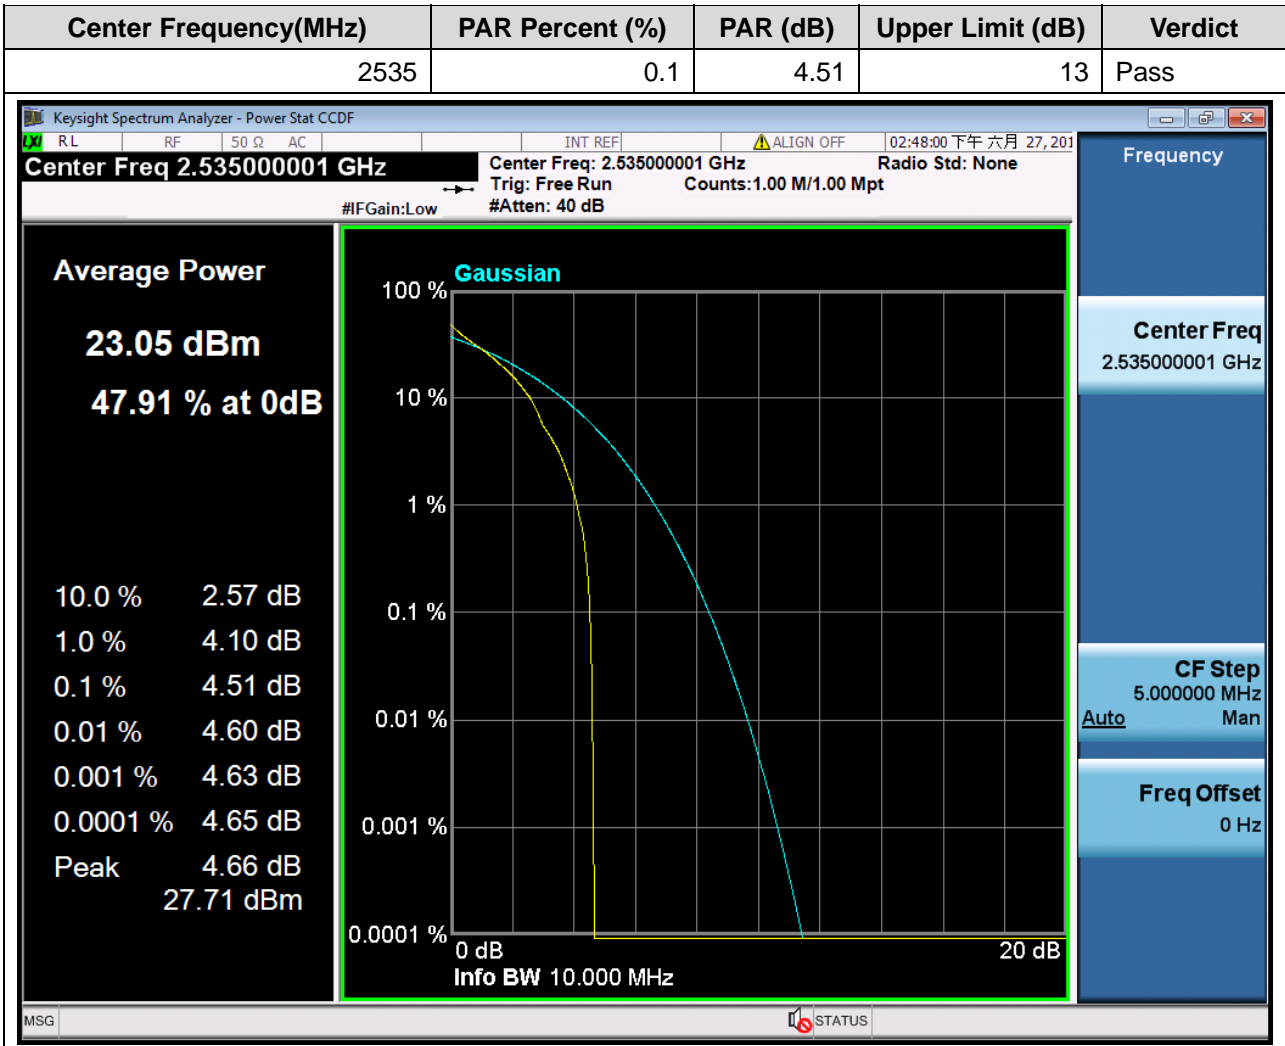 Center Frequency(MHz) PAR Percent (%) PAR (dB) Upper Limit (dB) Verdict
2535 0.1 4.51 13 Pass
Keysight Spectrum Analyzer - Power Stat CCDF
LXI RL RF 50 Ω AC INT REF ALIGN OFF 02:48:00 下午 六月 27, 201
Center Freq 2.535000001 GHz
Center Freq: 2.535000001 GHz Radio Std: None
Trig: Free Run Counts:1.00 M/1.00 Mpt
#IFGain:Low #Atten: 40 dB
Average Power
23.05 dBm
47.91 % at 0dB
10.0 % 2.57 dB
1.0 % 4.10 dB
0.1 % 4.51 dB
0.01 % 4.60 dB
0.001 % 4.63 dB
0.0001 % 4.65 dB
Peak 4.66 dB
27.71 dBm
Gaussian
100 %
10 %
1 %
0.1 %
0.01 %
0.001 %
0.0001 %
0 dB 20 dB
Info BW 10.000 MHz
Frequency
Center Freq
2.535000001 GHz
CF Step
5.000000 MHz
Auto Man
Freq Offset
0 Hz
MSG STATUS